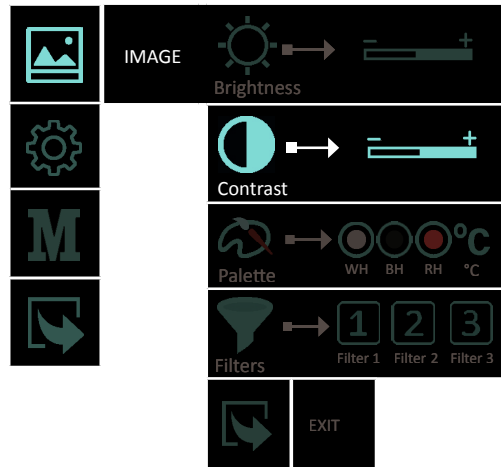 IMAGE
Brightness
- +
Contrast
- +
M
Palette
WH BH RH °C
°C
Filters
1 2 3
Filter 1 Filter 2 Filter 3
EXIT